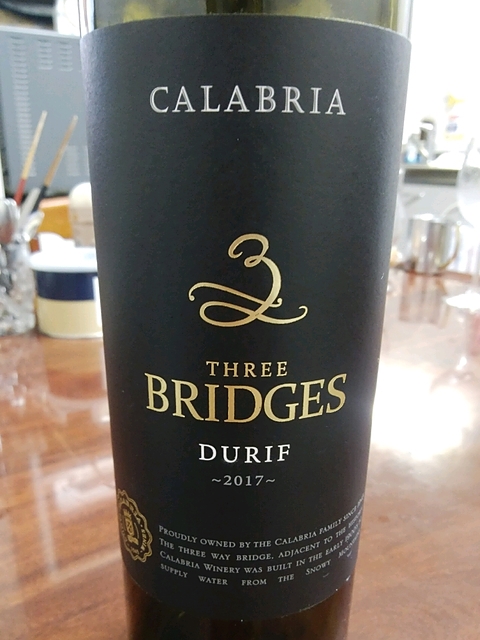 CALABRIA
3
THREE
BRIDGES
DURIF
~2017~
PROUDLY OWNED BY THE CALABRIA FAMILY SINCE
THE THREE WAY BRIDGE, ADJACENT TO THE
CALABRIA WINERY WAS BUILT IN THE EARLY
SUPPLY WATER FROM THE SNOWY